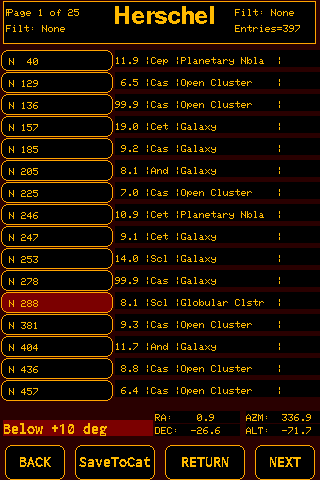 Page 1 of 25 Herschel Filt: None
Filt: None Entries=397
N 40 11.9 ¦Cep ¦Planetary Nbla ¦
N 129 6.5 ¦Cas ¦Open Cluster ¦
N 136 99.9 ¦Cas ¦Open Cluster ¦
N 157 19.0 ¦Cet ¦Galaxy ¦
N 185 9.2 ¦Cas ¦Galaxy ¦
N 205 8.1 ¦And ¦Galaxy ¦
N 225 7.0 ¦Cas ¦Open Cluster ¦
N 246 10.9 ¦Cet ¦Planetary Nbla ¦
N 247 9.1 ¦Cet ¦Galaxy ¦
N 253 14.0 ¦Scl ¦Galaxy ¦
N 278 99.9 ¦Cas ¦Galaxy ¦
N 288 8.1 ¦Scl ¦Globular Clstr ¦
N 381 9.3 ¦Cas ¦Open Cluster ¦
N 404 11.7 ¦And ¦Galaxy ¦
N 436 8.8 ¦Cas ¦Open Cluster ¦
N 457 6.4 ¦Cas ¦Open Cluster ¦
RA: 0.9 AZM: 336.9
Below +10 deg DEC: -26.6 ALT: -71.7
BACK SaveToCat RETURN NEXT